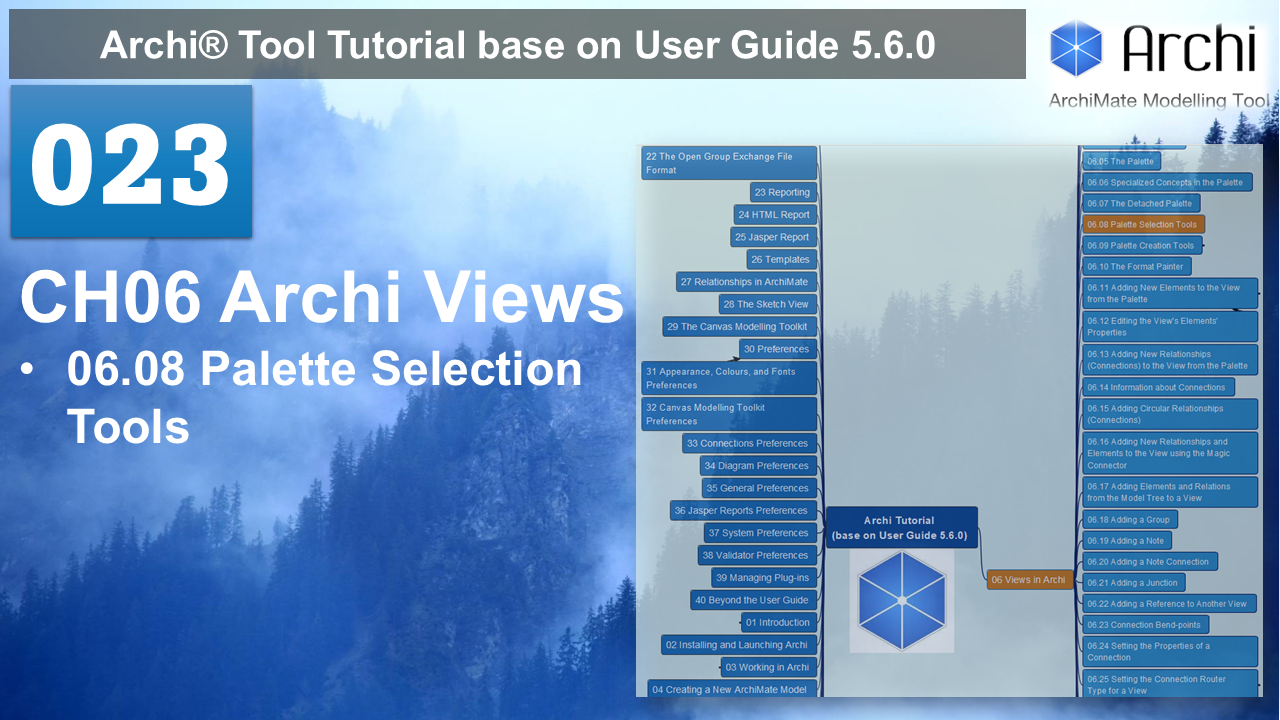 Archi® Tool Tutorial base on User Guide 5.6.0
Archi
ArchiMate Modelling Tool
023
CH06 Archi Views
• 06.08 Palette Selection
Tools
22 The Open Group Exchange File
Format
23 Reporting
24 HTML Report
25 Jasper Report
26 Templates
27 Relationships in ArchiMate
28 The Sketch View
29 The Canvas Modelling Toolkit
30 Preferences
31 Appearance, Colours, and Fonts
Preferences
32 Canvas Modelling Toolkit
Preferences
33 Connections Preferences
34 Diagram Preferences
35 General Preferences
36 Jasper Reports Preferences
37 System Preferences
38 Validator Preferences
39 Managing Plug-ins
40 Beyond the User Guide
01 Introduction
02 Installing and Launching Archi
03 Working in Archi
04 Creating a New ArchiMate Model
Archi Tutorial
(base on User Guide 5.6.0)
06 Views in Archi
06.05 The Palette
06.06 Specialized Concepts in the Palette
06.07 The Detached Palette
06.08 Palette Selection Tools
06.09 Palette Creation Tools
06.10 The Format Painter
06.11 Adding New Elements to the View
from the Palette
06.12 Editing the View's Elements'
Properties
06.13 Adding New Relationships
(Connections) to the View from the Palette
06.14 Information about Connections
06.15 Adding Circular Relationships
(Connections)
06.16 Adding New Relationships and
Elements to the View using the Magic
Connector
06.17 Adding Elements and Relations
from the Model Tree to a View
06.18 Adding a Group
06.19 Adding a Note
06.20 Adding a Note Connection
06.21 Adding a Junction
06.22 Adding a Reference to Another View
06.23 Connection Bend-points
06.24 Setting the Properties of a
Connection
06.25 Setting the Connection Router
Type for a View